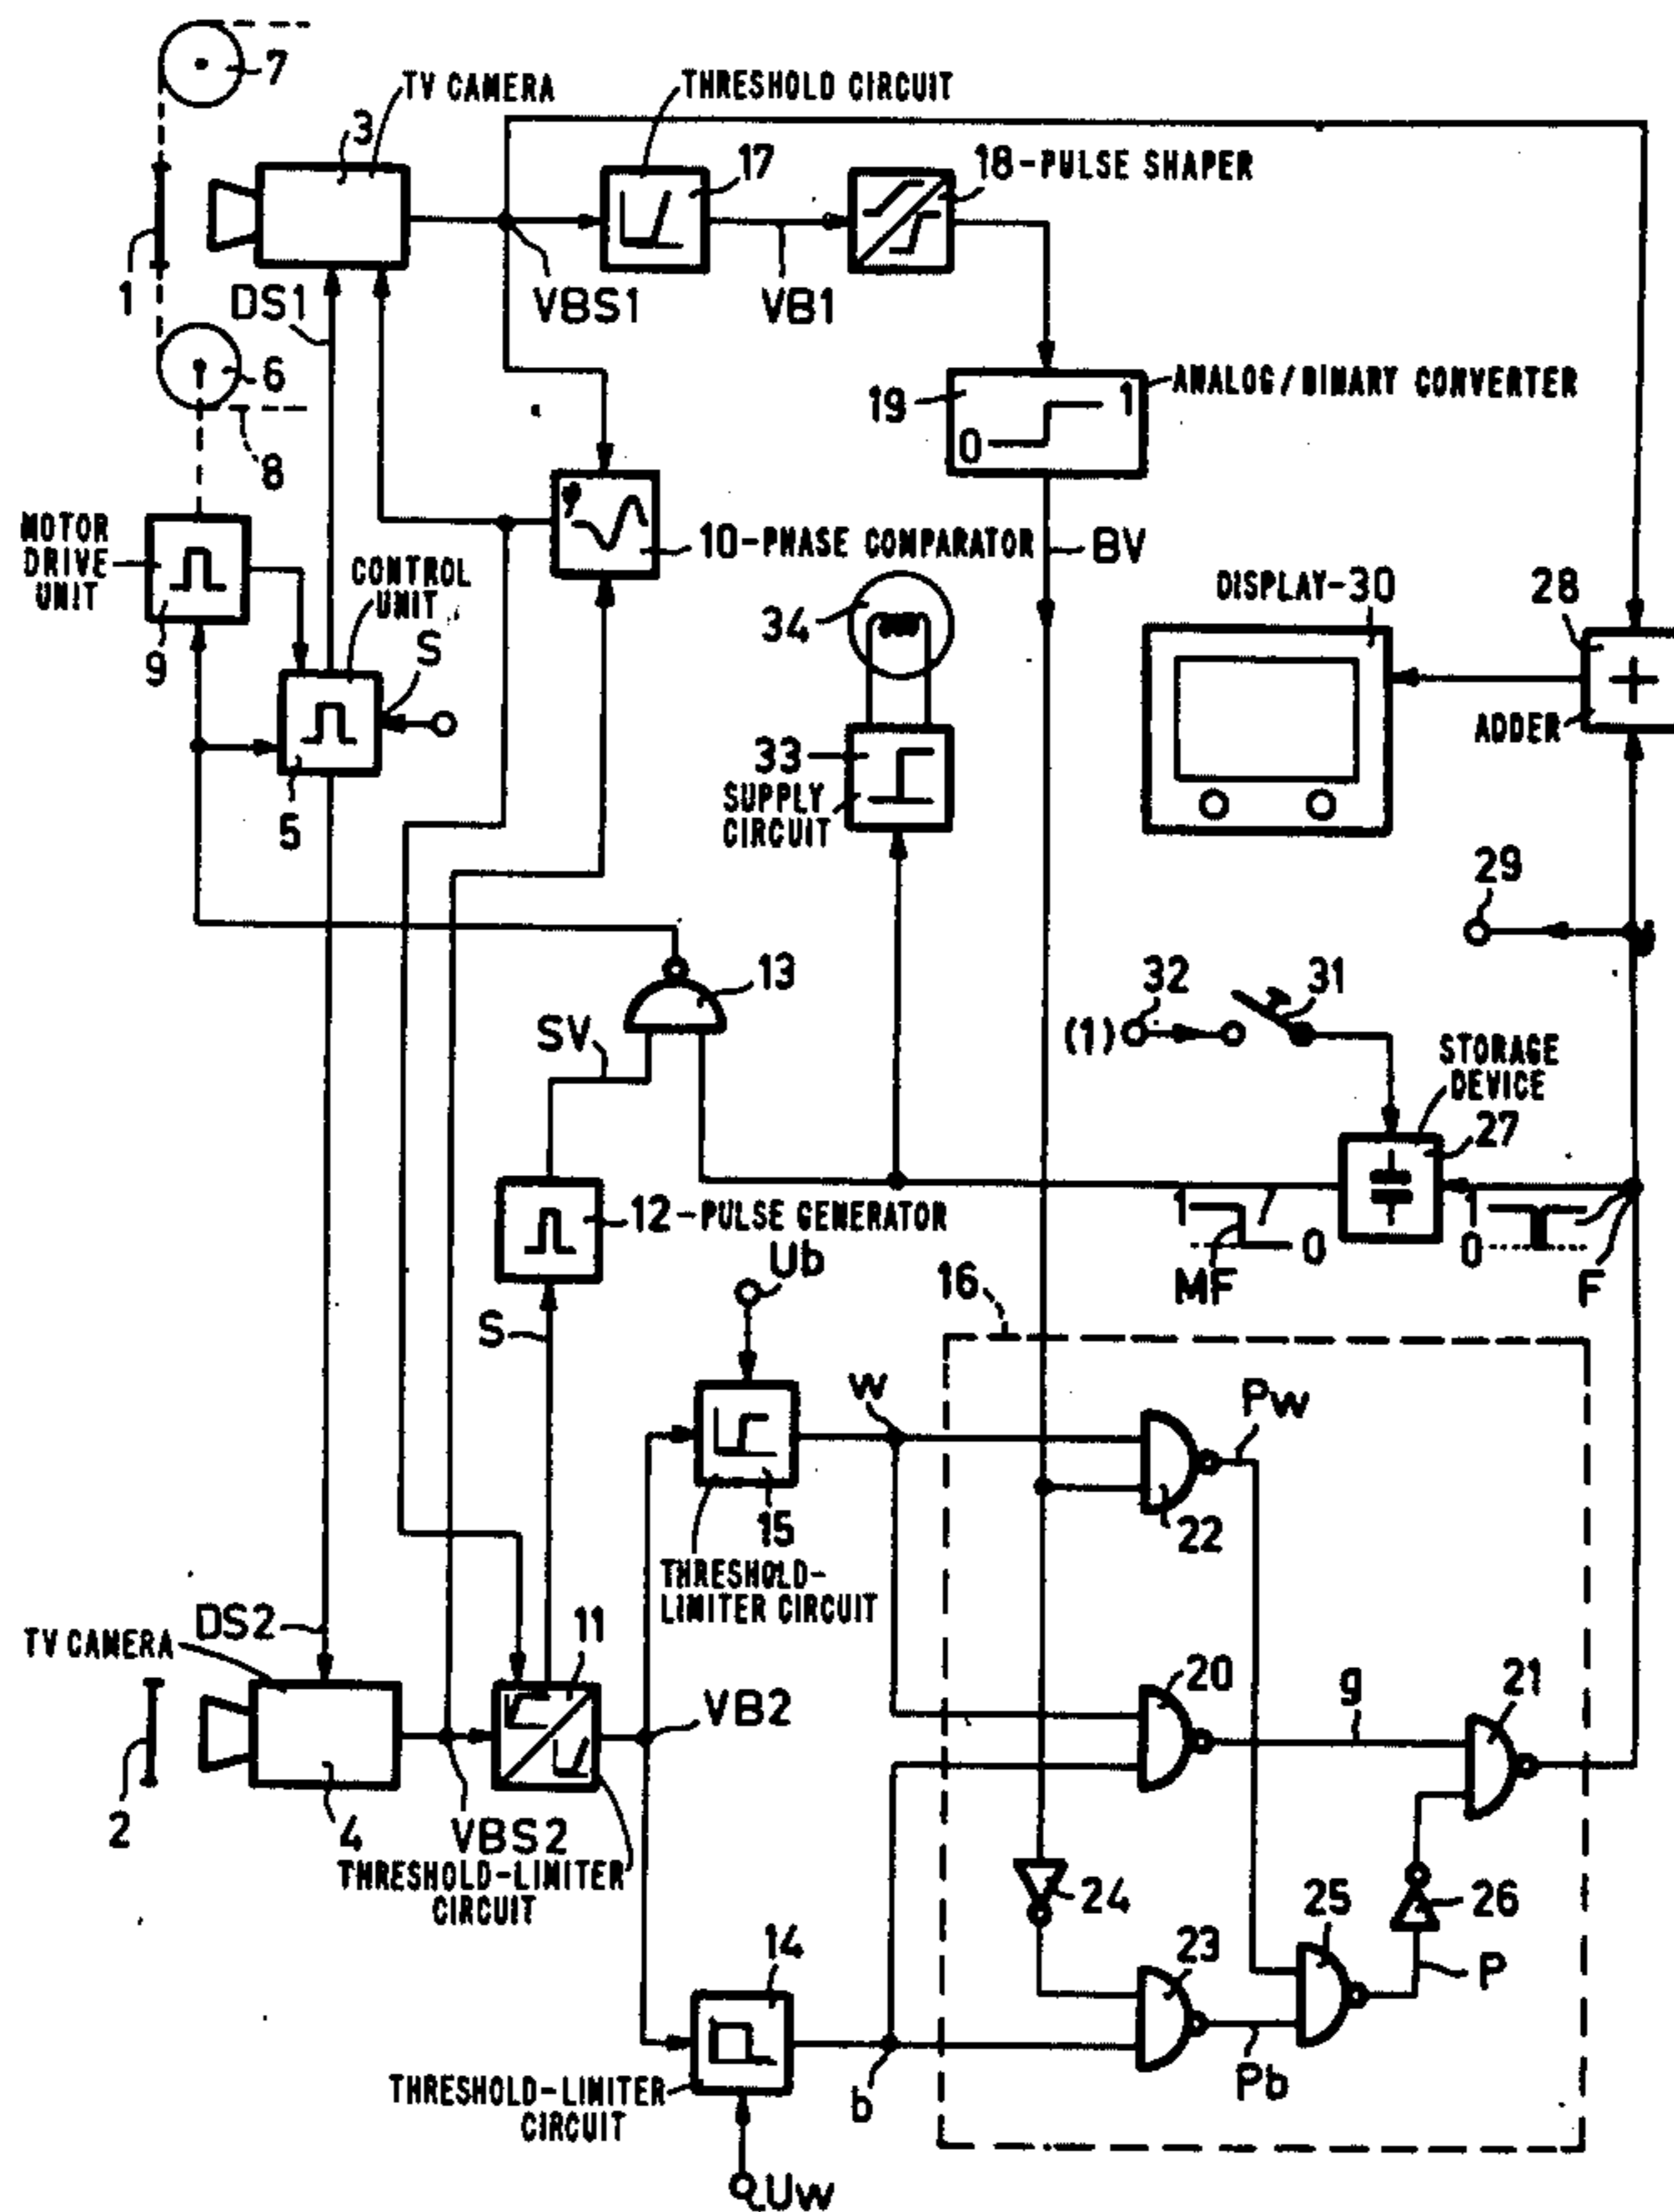 7
TV CAMERA
THRESHOLD CIRCUIT
3
17
18-PULSE SHAPER
1
DS1
VBS1
VB1
6
19
0
1
ANALOG/BINARY CONVERTER
8
MOTOR
DRIVE
UNIT
CONTROL
UNIT
φ
10-PHASE COMPARATOR
BV
34
DISPLAY-30
28
+
9
S
5
33
SUPPLY
CIRCUIT
ADDER
29
13
32
31
(1)
SV
STORAGE
DEVICE
27
12-PULSE GENERATOR
1
0
MF
1
0
F
Ub
16
S
w
Pw
15
22
THRESHOLD-
LIMITER CIRCUIT
DS2
TV CAMERA
11
VB2
20
g
21
2
4
VBS2
THRESHOLD-LIMITER
CIRCUIT
24
25
26
14
23
P
THRESHOLD-LIMITER
CIRCUIT
b
Pb
Uw